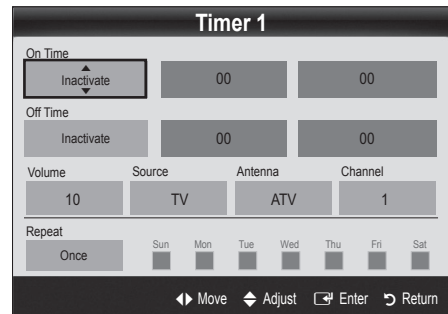 Timer 1
On Time
Inactivate 00 00
Off Time
Inactivate 00 00
Volume Source Antenna Channel
10 TV ATV 1
Repeat
Once Sun Mon Tue Wed Thu Fri Sat
Move Adjust Enter Return